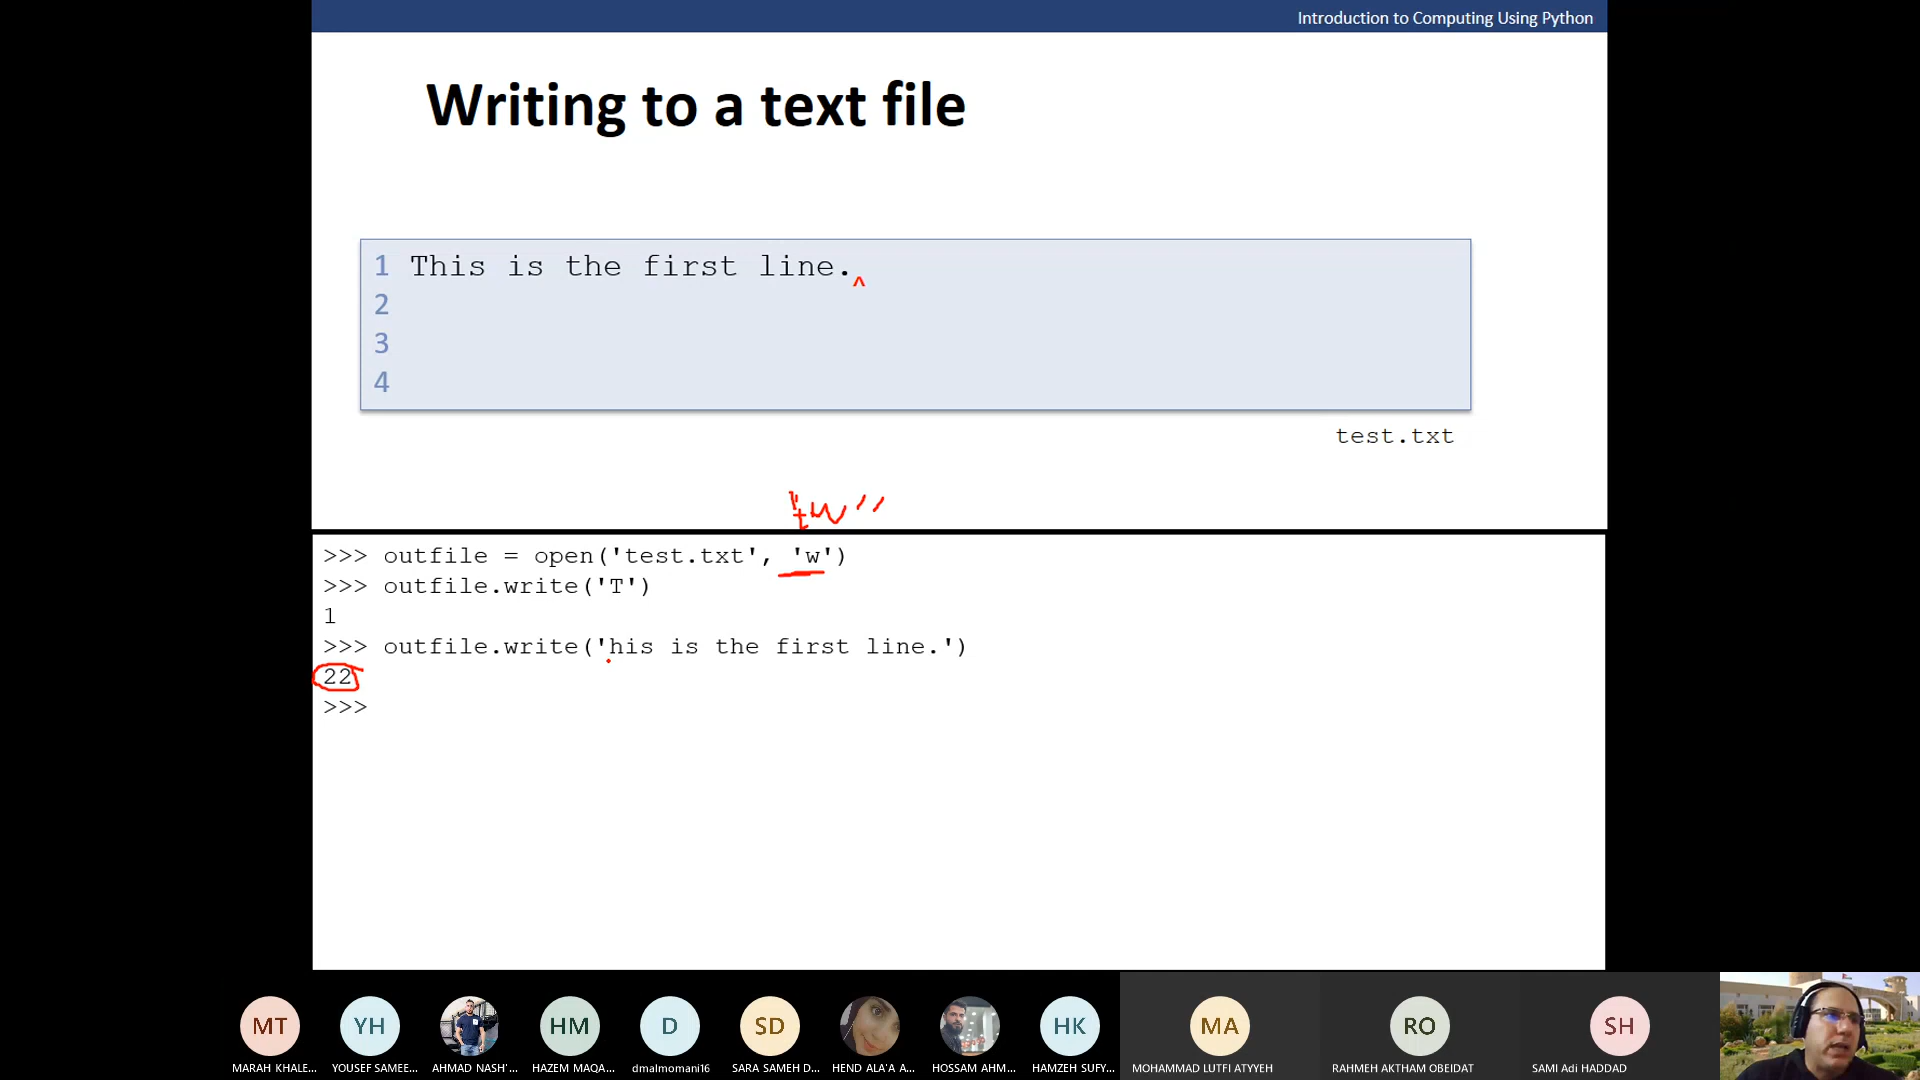 Introduction to Computing Using Python
Writing to a text file
1 This is the first line.^
2
3
4
test.txt
>>> outfile = open('test.txt', 'w')
>>> outfile.write('T')
1
>>> outfile.write('his is the first line.')
22
>>>
MT YH HM D SD HK MA RO SH
MARAH KHALE... YOUSEF SAMEE... AHMAD NASH'... HAZEM MAQA... dmalmomani16 SARA SAMEH D... HEND ALA'A A... HOSSAM AHM... HAMZEH SUFY... MOHAMMAD LUTFI ATYYEH RAHMEH AKTHAM OBEIDAT SAMI Adi HADDAD